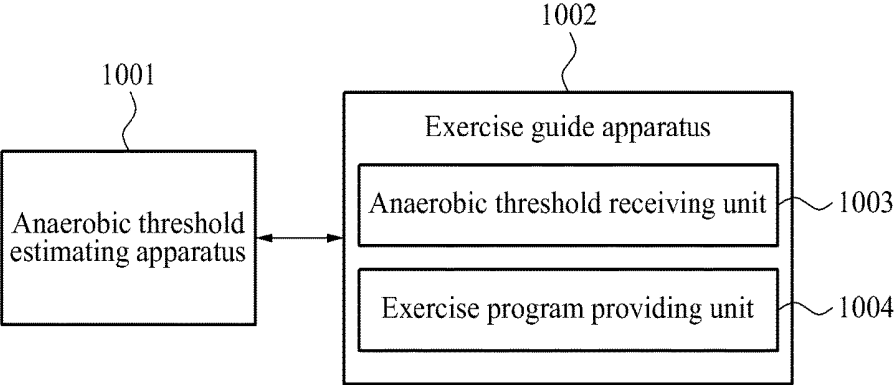 1002
1001
Exercise guide apparatus
Anaerobic threshold
estimating apparatus
Anaerobic threshold receiving unit
1003
Exercise program providing unit
1004